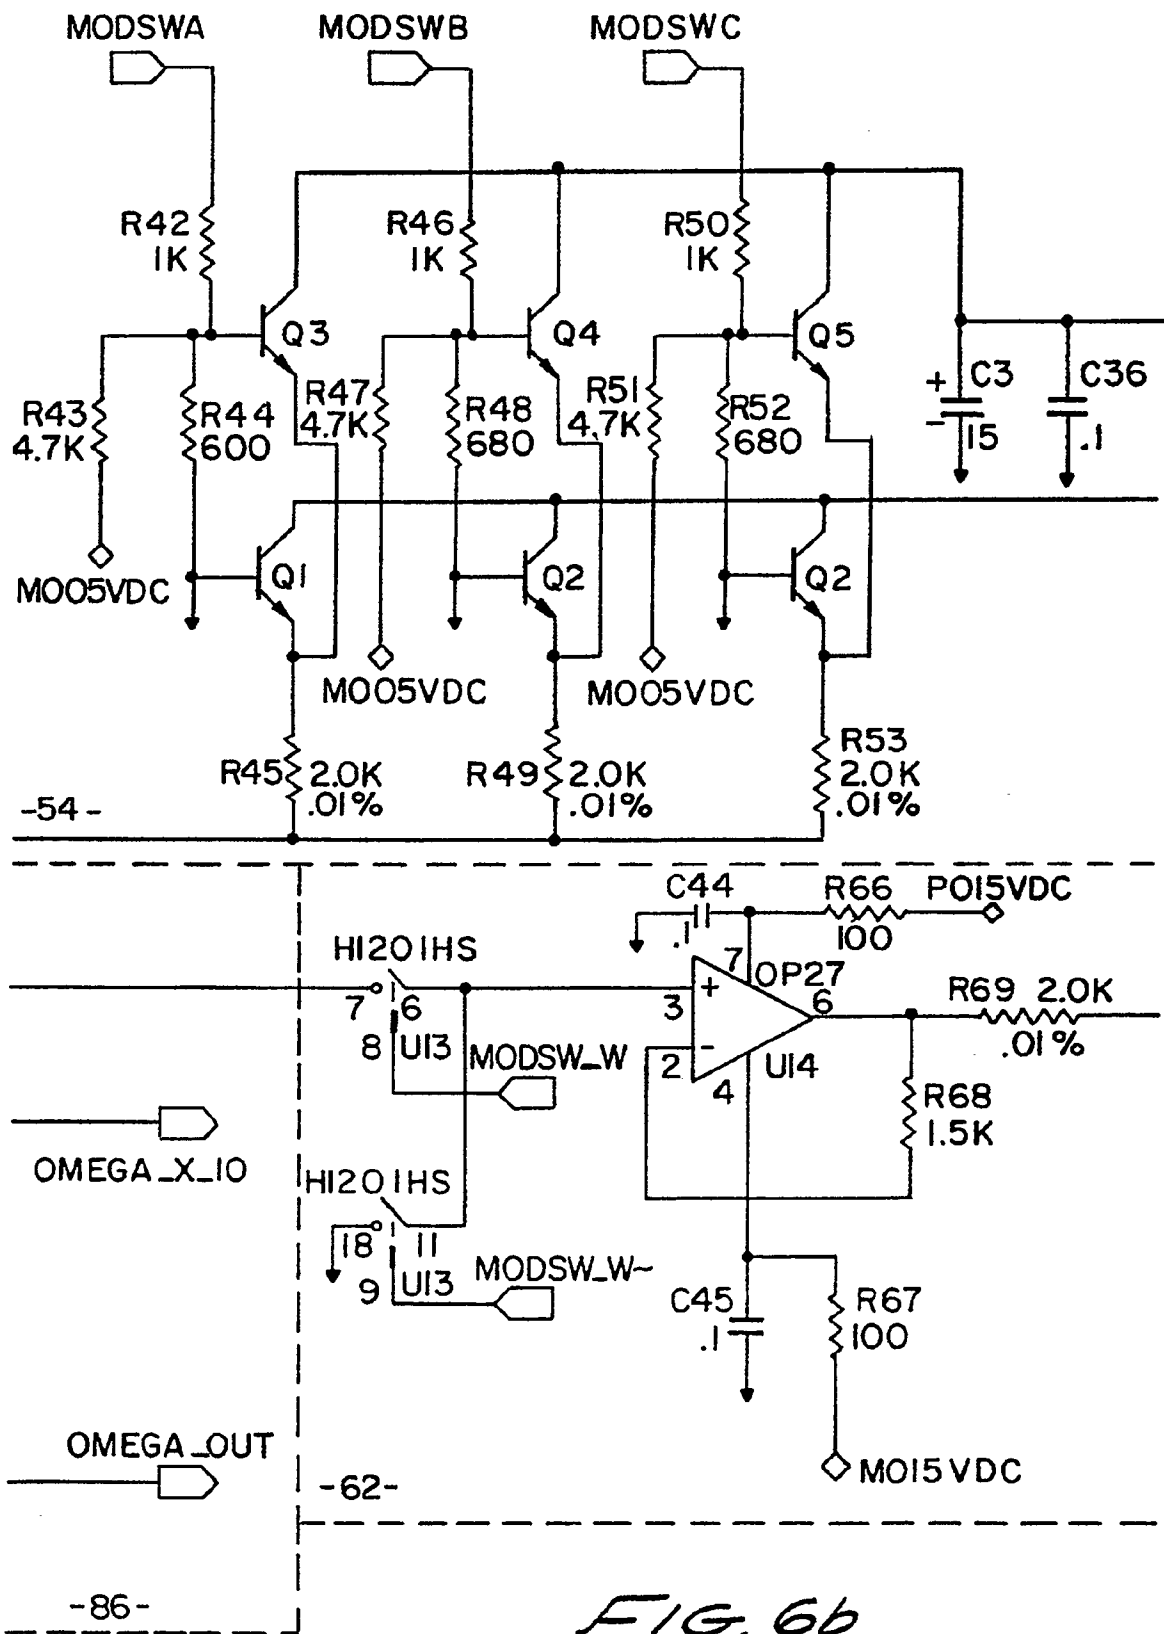 MODSWA MODSWB MODSWC
R42 1K
R46 1K
R50 1K
Q3 Q4 Q5
R43 4.7K
R44 600
R47 4.7K
R48 680
R51 4.7K
R52 680
+ C3 - 15
C36 .1
M005VDC
Q1 Q2 Q2
M005VDC M005VDC
R45 2.0K .01%
R49 2.0K .01%
R53 2.0K .01%
-54-
C44 .1
R66 100
P015VDC
HI201HS
7 6
8 U13
MODSW_W
3 +
2 -
7 OP27
6
4 U14
R69 2.0K
.01%
R68 1.5K
OMEGA_X_10
HI201HS
18 11
9 U13
MODSW_W~
C45 .1
R67 100
OMEGA_OUT
-62-
M015VDC
-86-
FIG. 6b